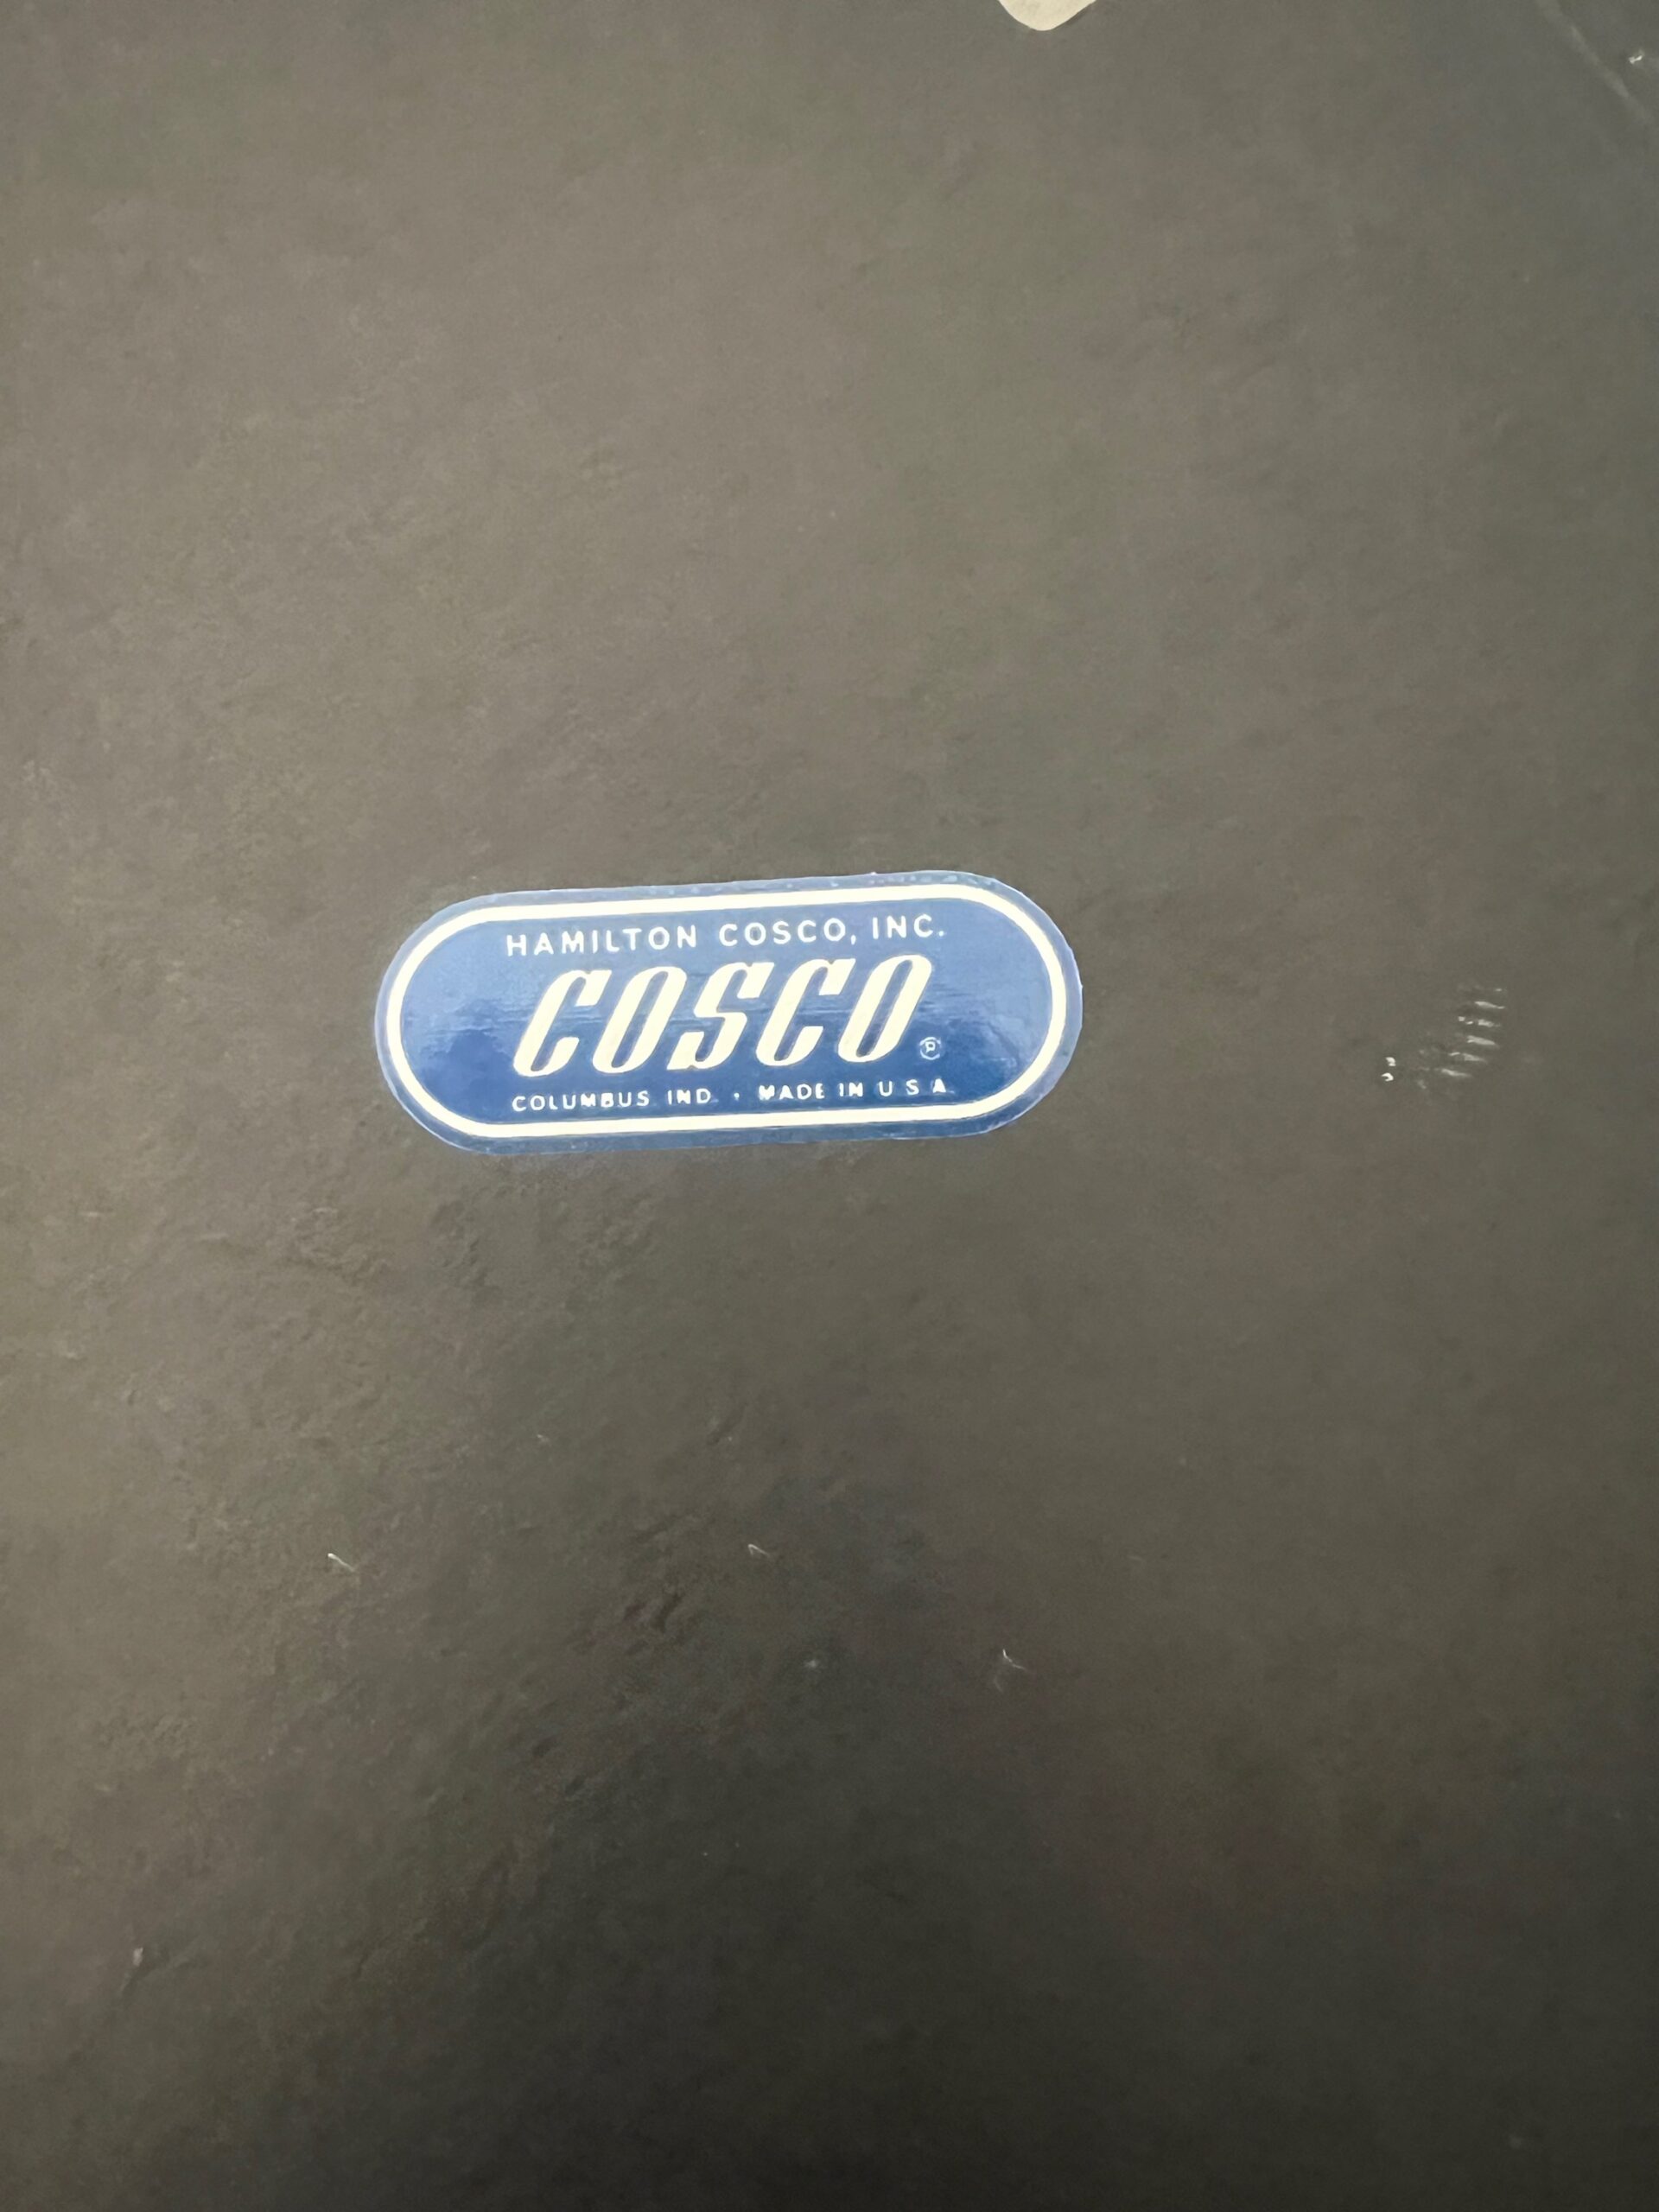 HAMILTON COSCO, INC.
COSCO®
COLUMBUS IND. • MADE IN U S A